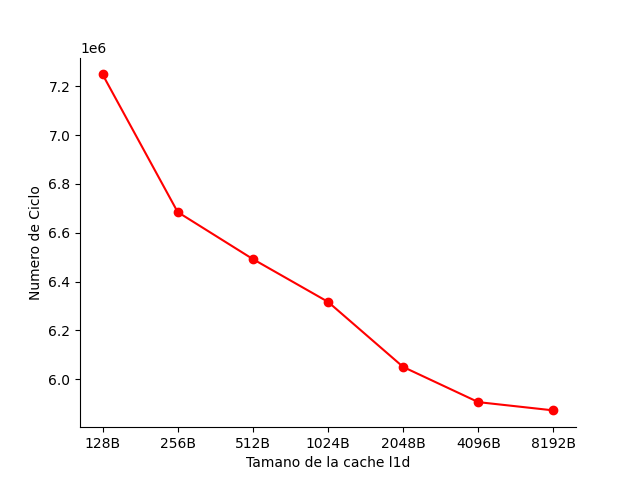 1e6
7.2
7.0
6.8
6.6
6.4
6.2
6.0
Numero de Ciclo
128B 256B 512B 1024B 2048B 4096B 8192B
Tamano de la cache l1d